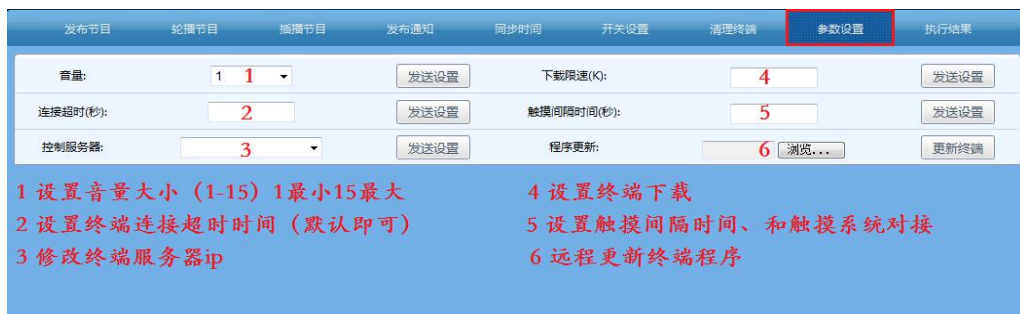 发布节目 轮播节目 插播节目 发布通知 同步时间 开关设置 清理终端 参数设置 执行结果
音量: 1 1 发送设置 下载限速(K): 4 发送设置
连接超时(秒): 2 发送设置 触摸间隔时间(秒): 5 发送设置
控制服务器: 3 发送设置 程序更新: 6 浏览... 更新终端
1 设置音量大小（1-15）1最小15最大 4 设置终端下载
2 设置终端连接超时时间（默认即可） 5 设置触摸间隔时间、和触摸系统对接
3 修改终端服务器ip 6 远程更新终端程序